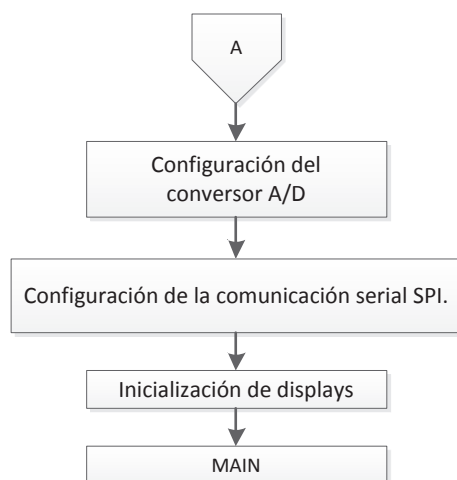 A
Configuración del
conversor A/D
Configuración de la comunicación serial SPI.
Inicialización de displays
MAIN